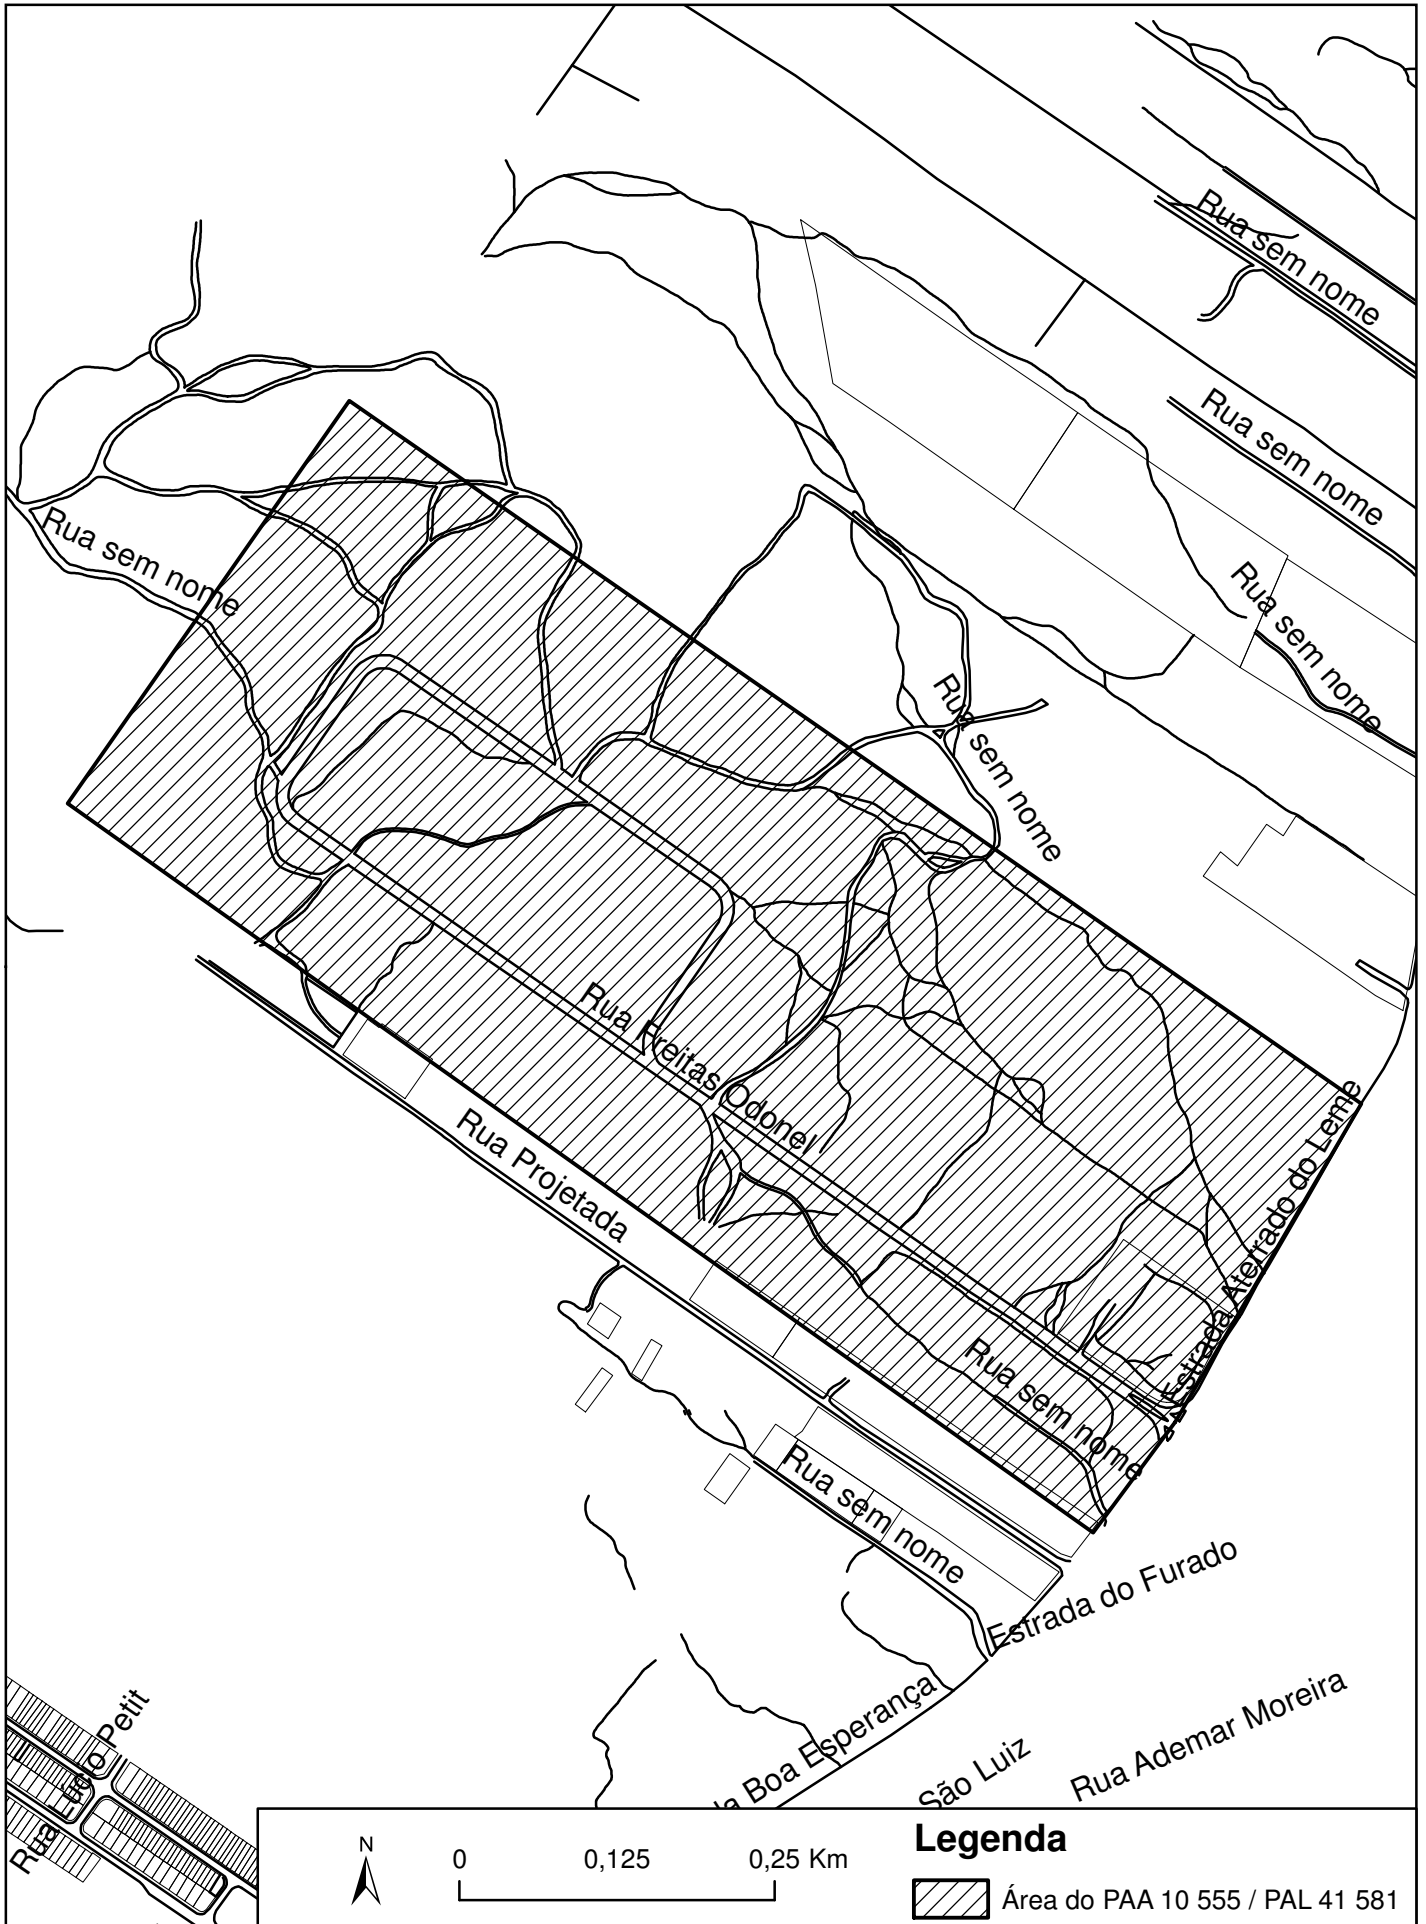 Rua sem nome
Rua sem nome
Rua sem nome
Rua sem nome
Rua sem nome
Rua Freitas Odonel
Rua Projetada
Estrada Aterrado do Leme
Rua sem nome
Rua sem nome
Estrada do Furado
Boa Esperança
São Luiz
Rua Ademar Moreira
Rua Lúcio Petit
N
0
0,125
0,25 Km
Legenda
Área do PAA 10 555 / PAL 41 581